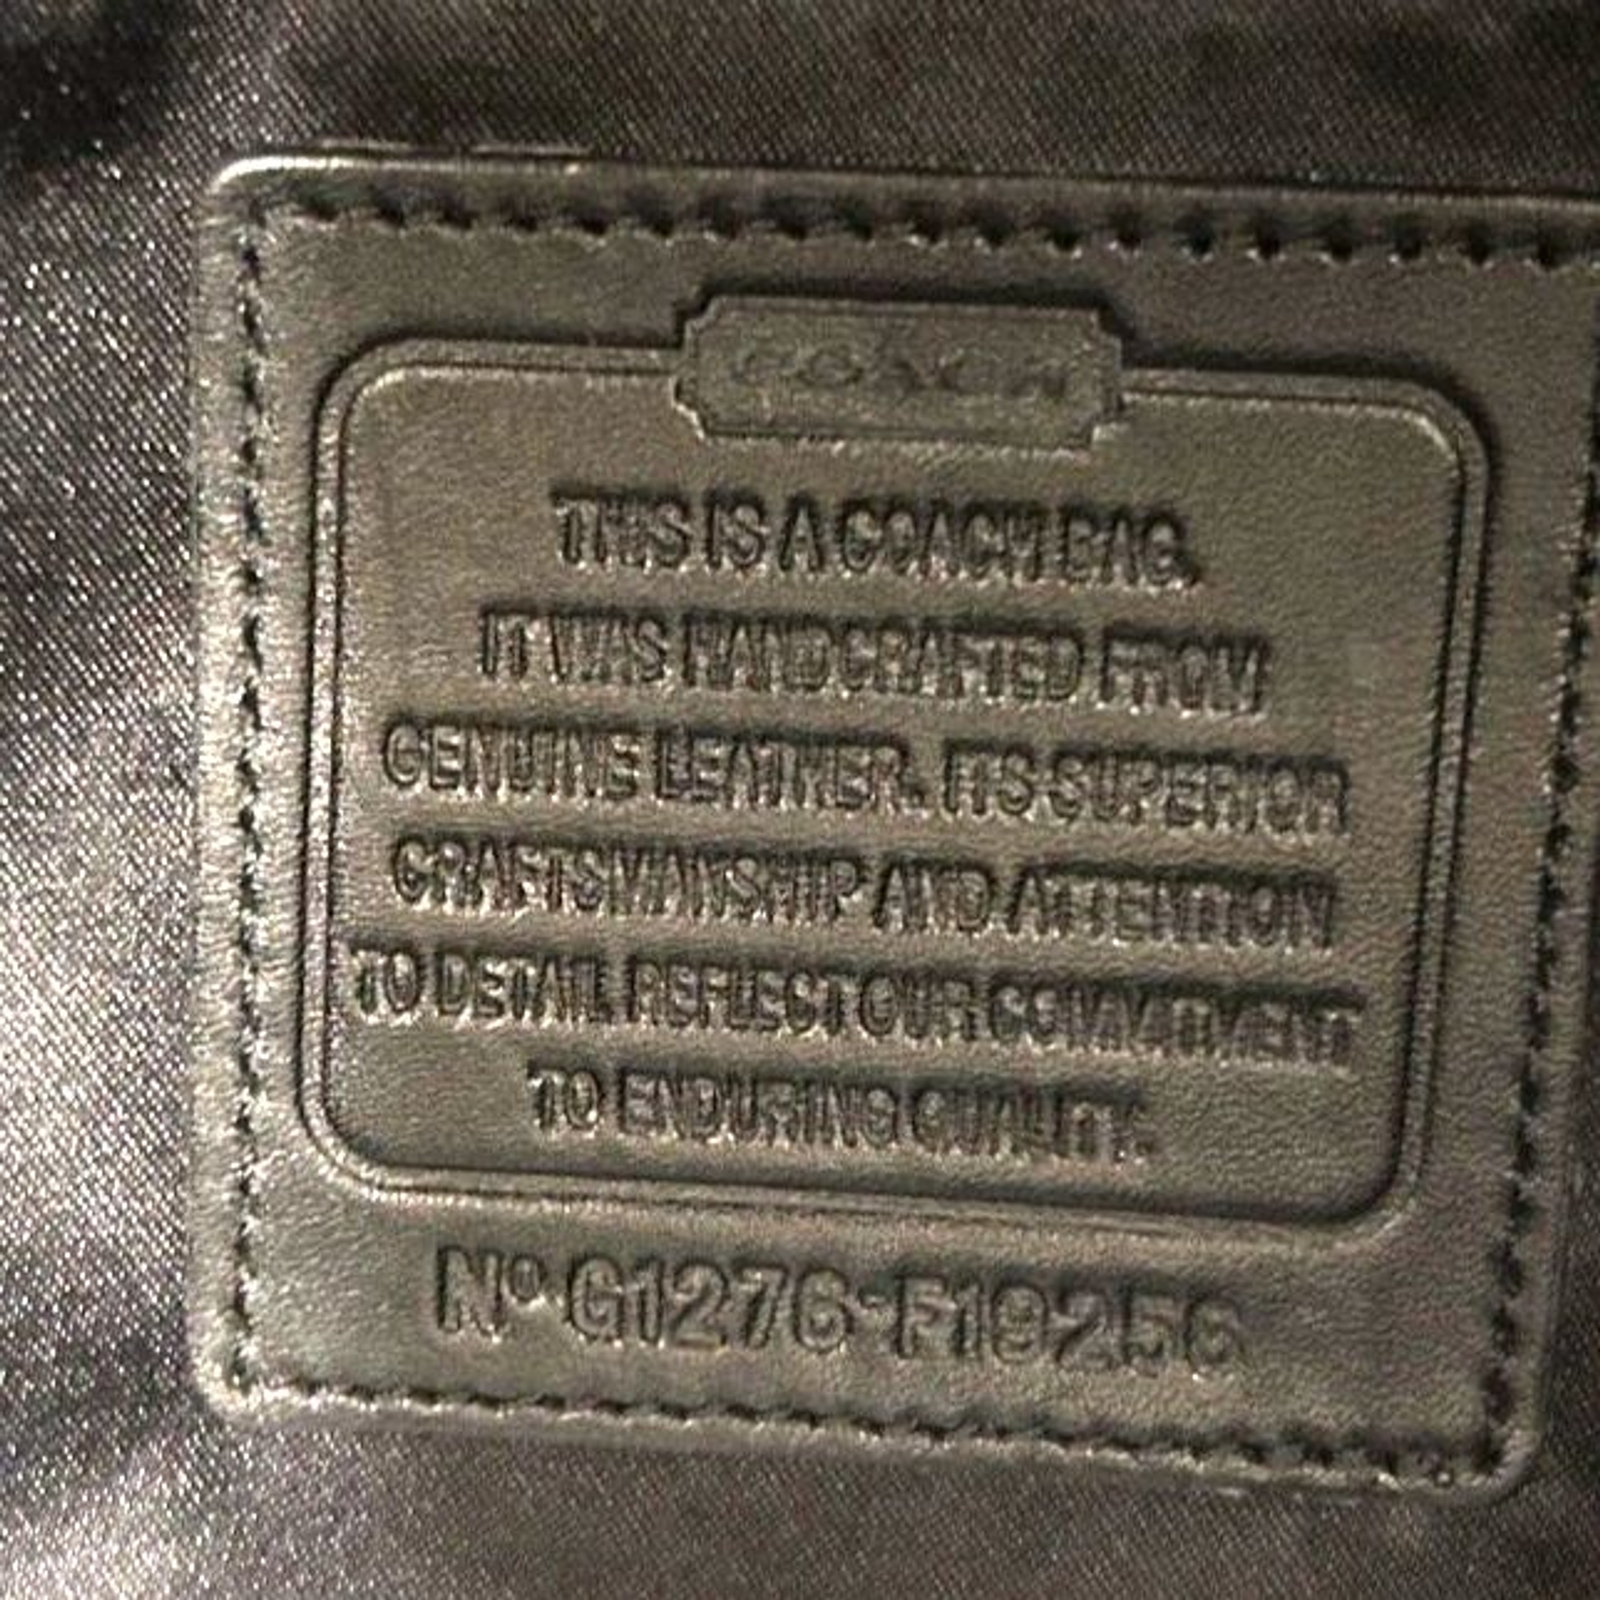 COACH
THIS IS A COACH BAG.
IT WAS HANDCRAFTED FROM
GENUINE LEATHER. ITS SUPERIOR
CRAFTSMANSHIP AND ATTENTION
TO DETAIL REFLECT OUR COMMITMENT
TO ENDURING QUALITY.
Nº G1276-F19256